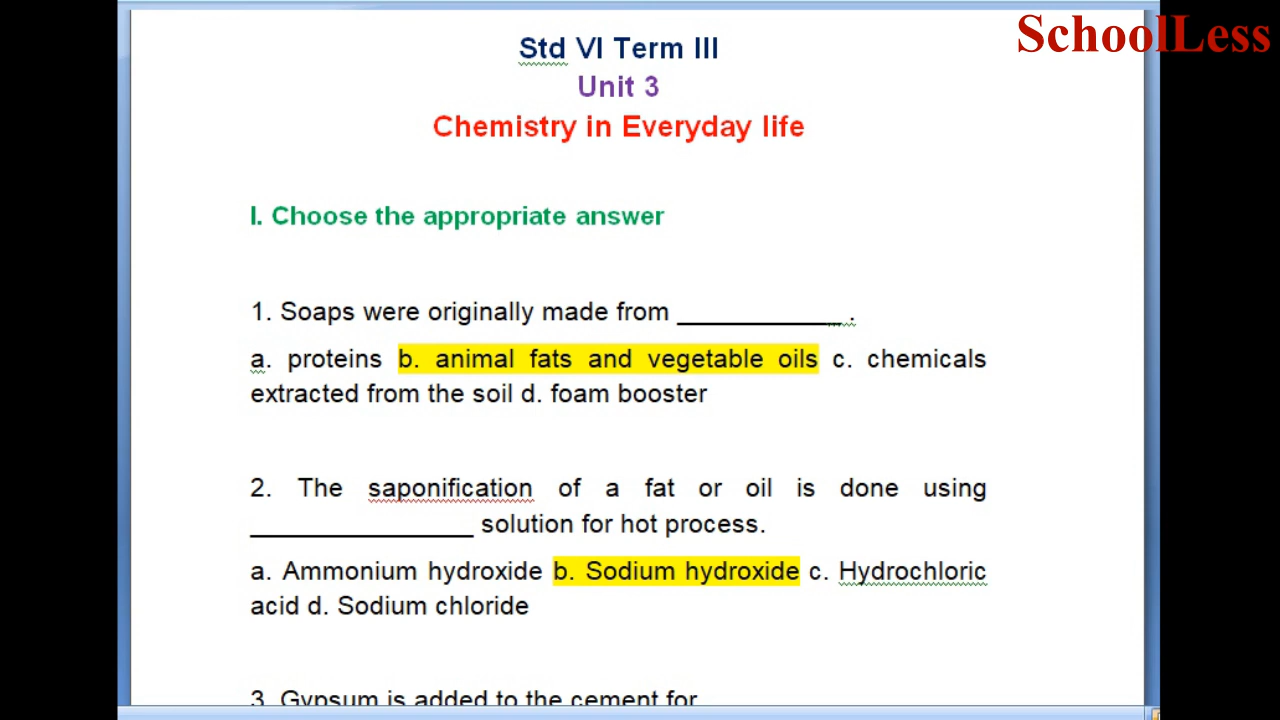 SchoolLess
Std VI Term III
Unit 3
Chemistry in Everyday life
I. Choose the appropriate answer
1. Soaps were originally made from ____________ .
a. proteins b. animal fats and vegetable oils c. chemicals
extracted from the soil d. foam booster
2. The saponification of a fat or oil is done using
________________ solution for hot process.
a. Ammonium hydroxide b. Sodium hydroxide c. Hydrochloric
acid d. Sodium chloride
3. Gypsum is added to the cement for